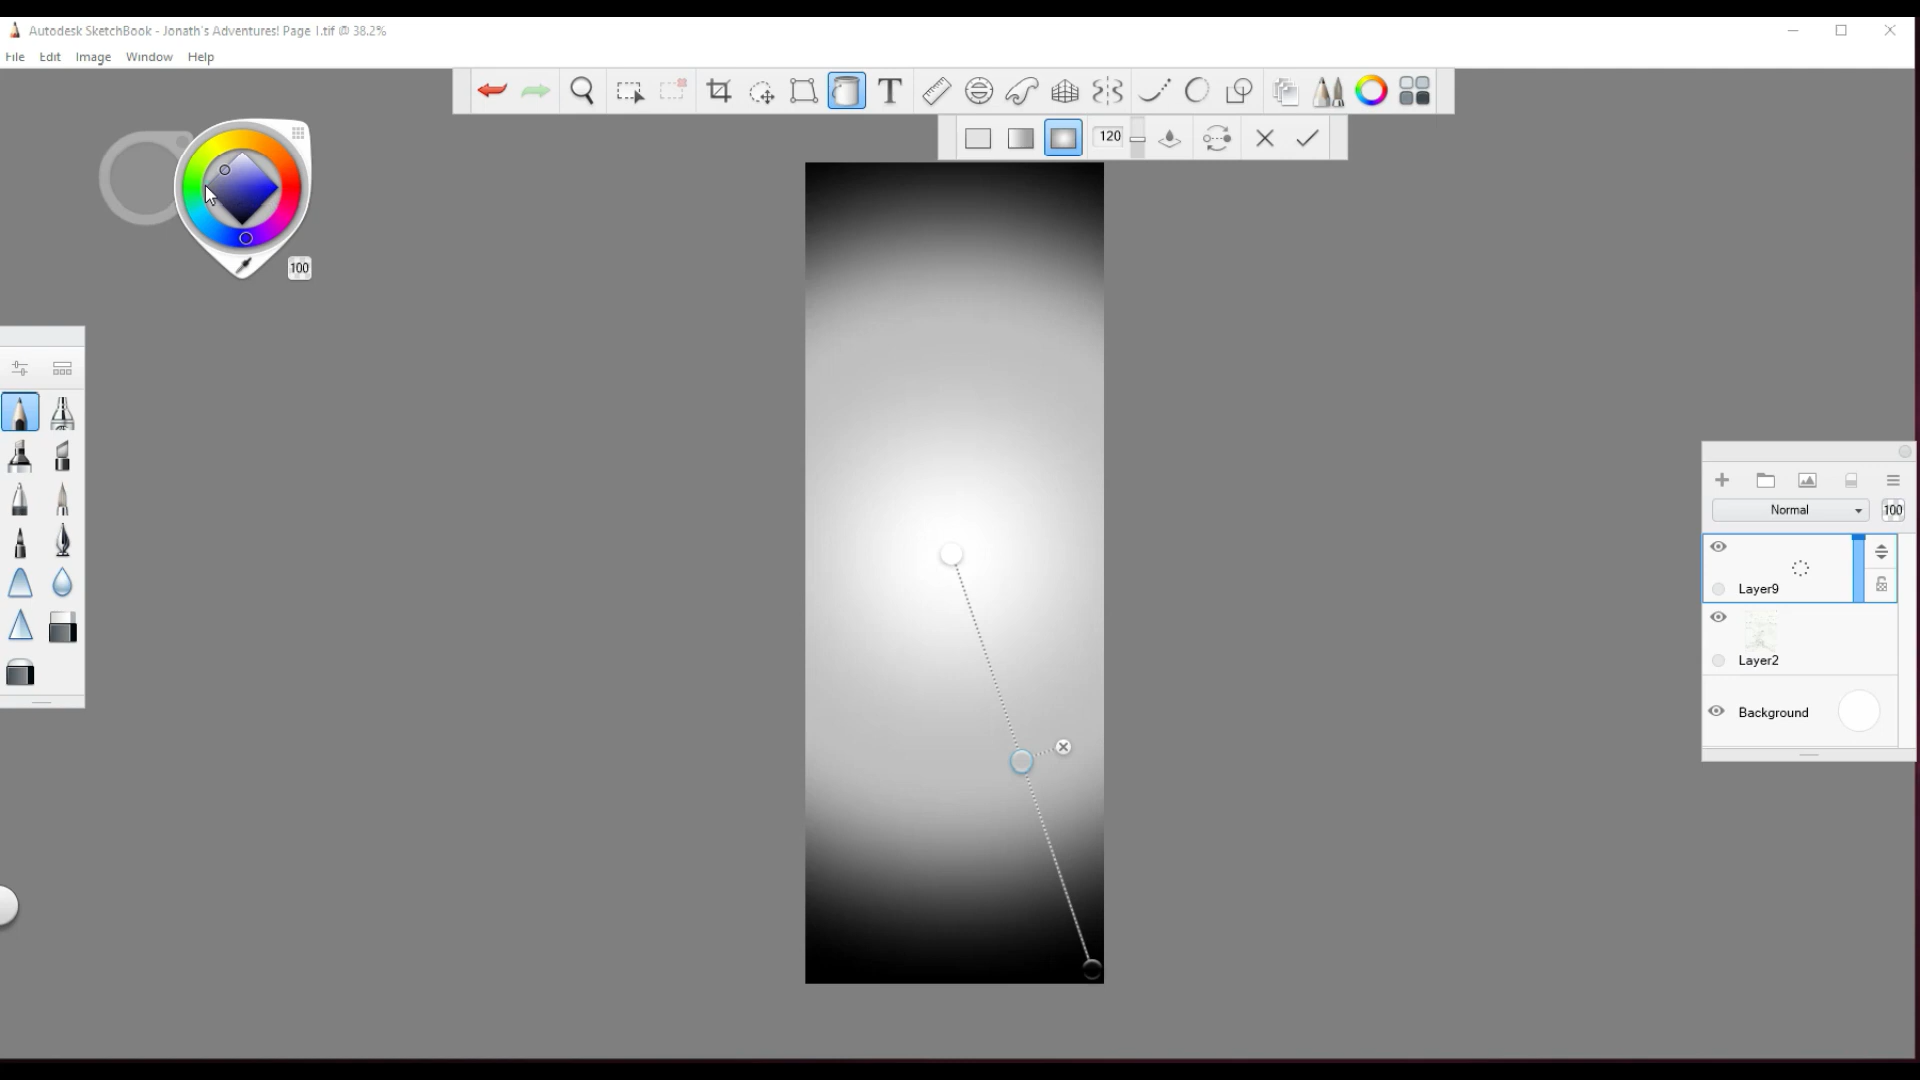 Autodesk SketchBook - Jonath's Adventures! Page 1.tif @ 38.2%
File Edit Image Window Help
T
120
100
Normal 100
Layer9
Layer2
Background